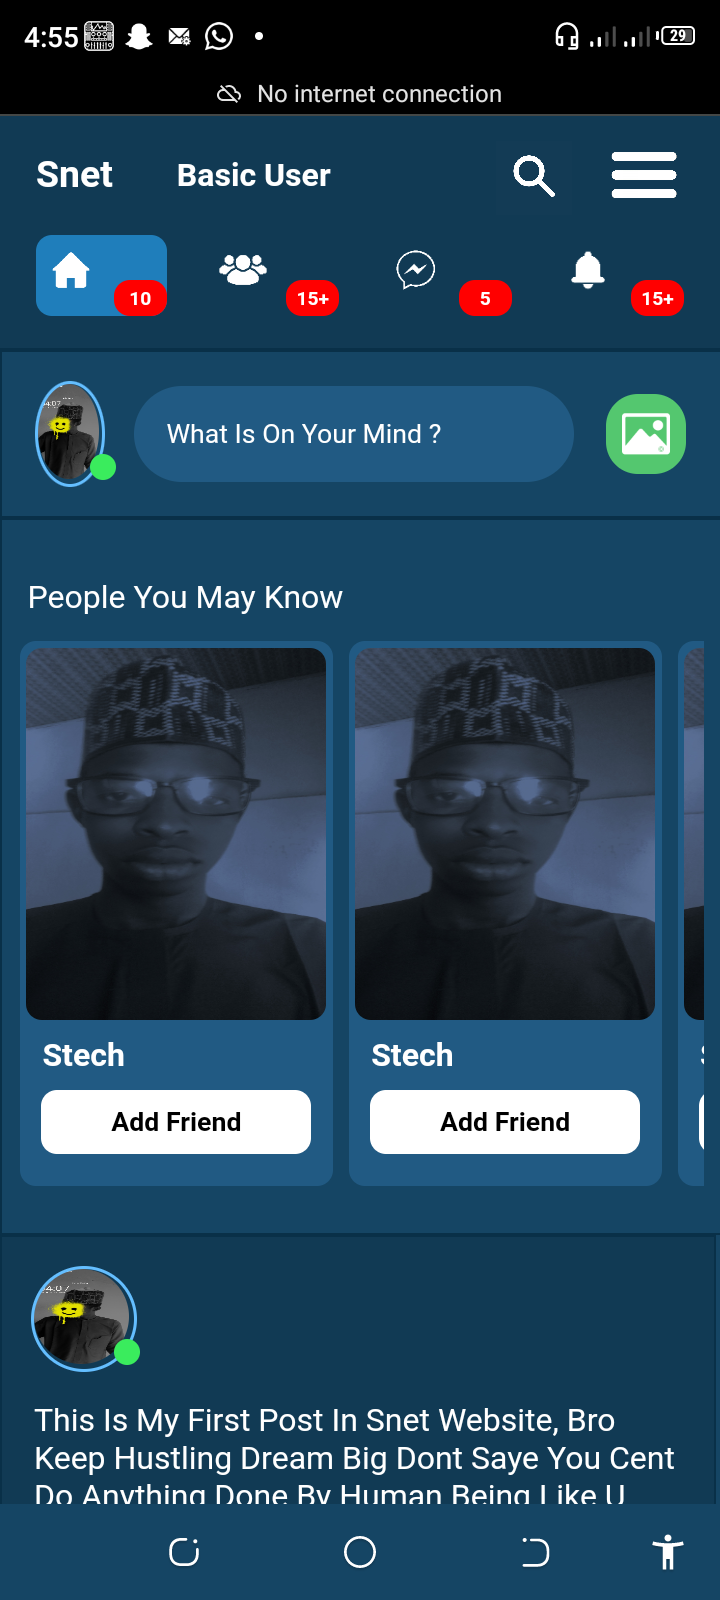 4:55
29
No internet connection
Snet Basic User
10 15+ 5 15+
What Is On Your Mind ?
People You May Know
Stech Stech
Add Friend Add Friend
This Is My First Post In Snet Website, Bro
Keep Hustling Dream Big Dont Saye You Cent
Do Anything Done By Human Being Like U